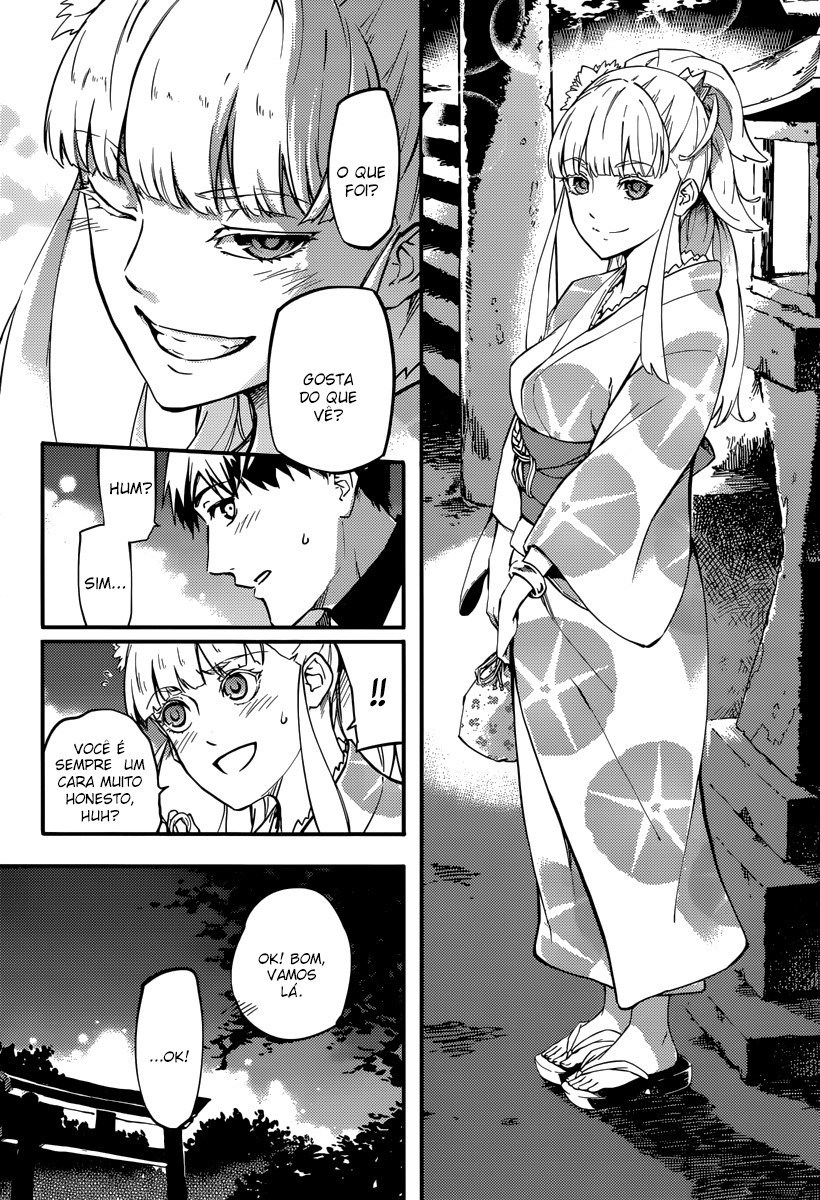 O QUE
FOI?
GOSTA
DO QUE
VÊ?
HUM?
SIM...
!!
VOCÊ É
SEMPRE UM
CARA MUITO
HONESTO,
HUH?
OK! BOM,
VAMOS
LÁ.
...OK!